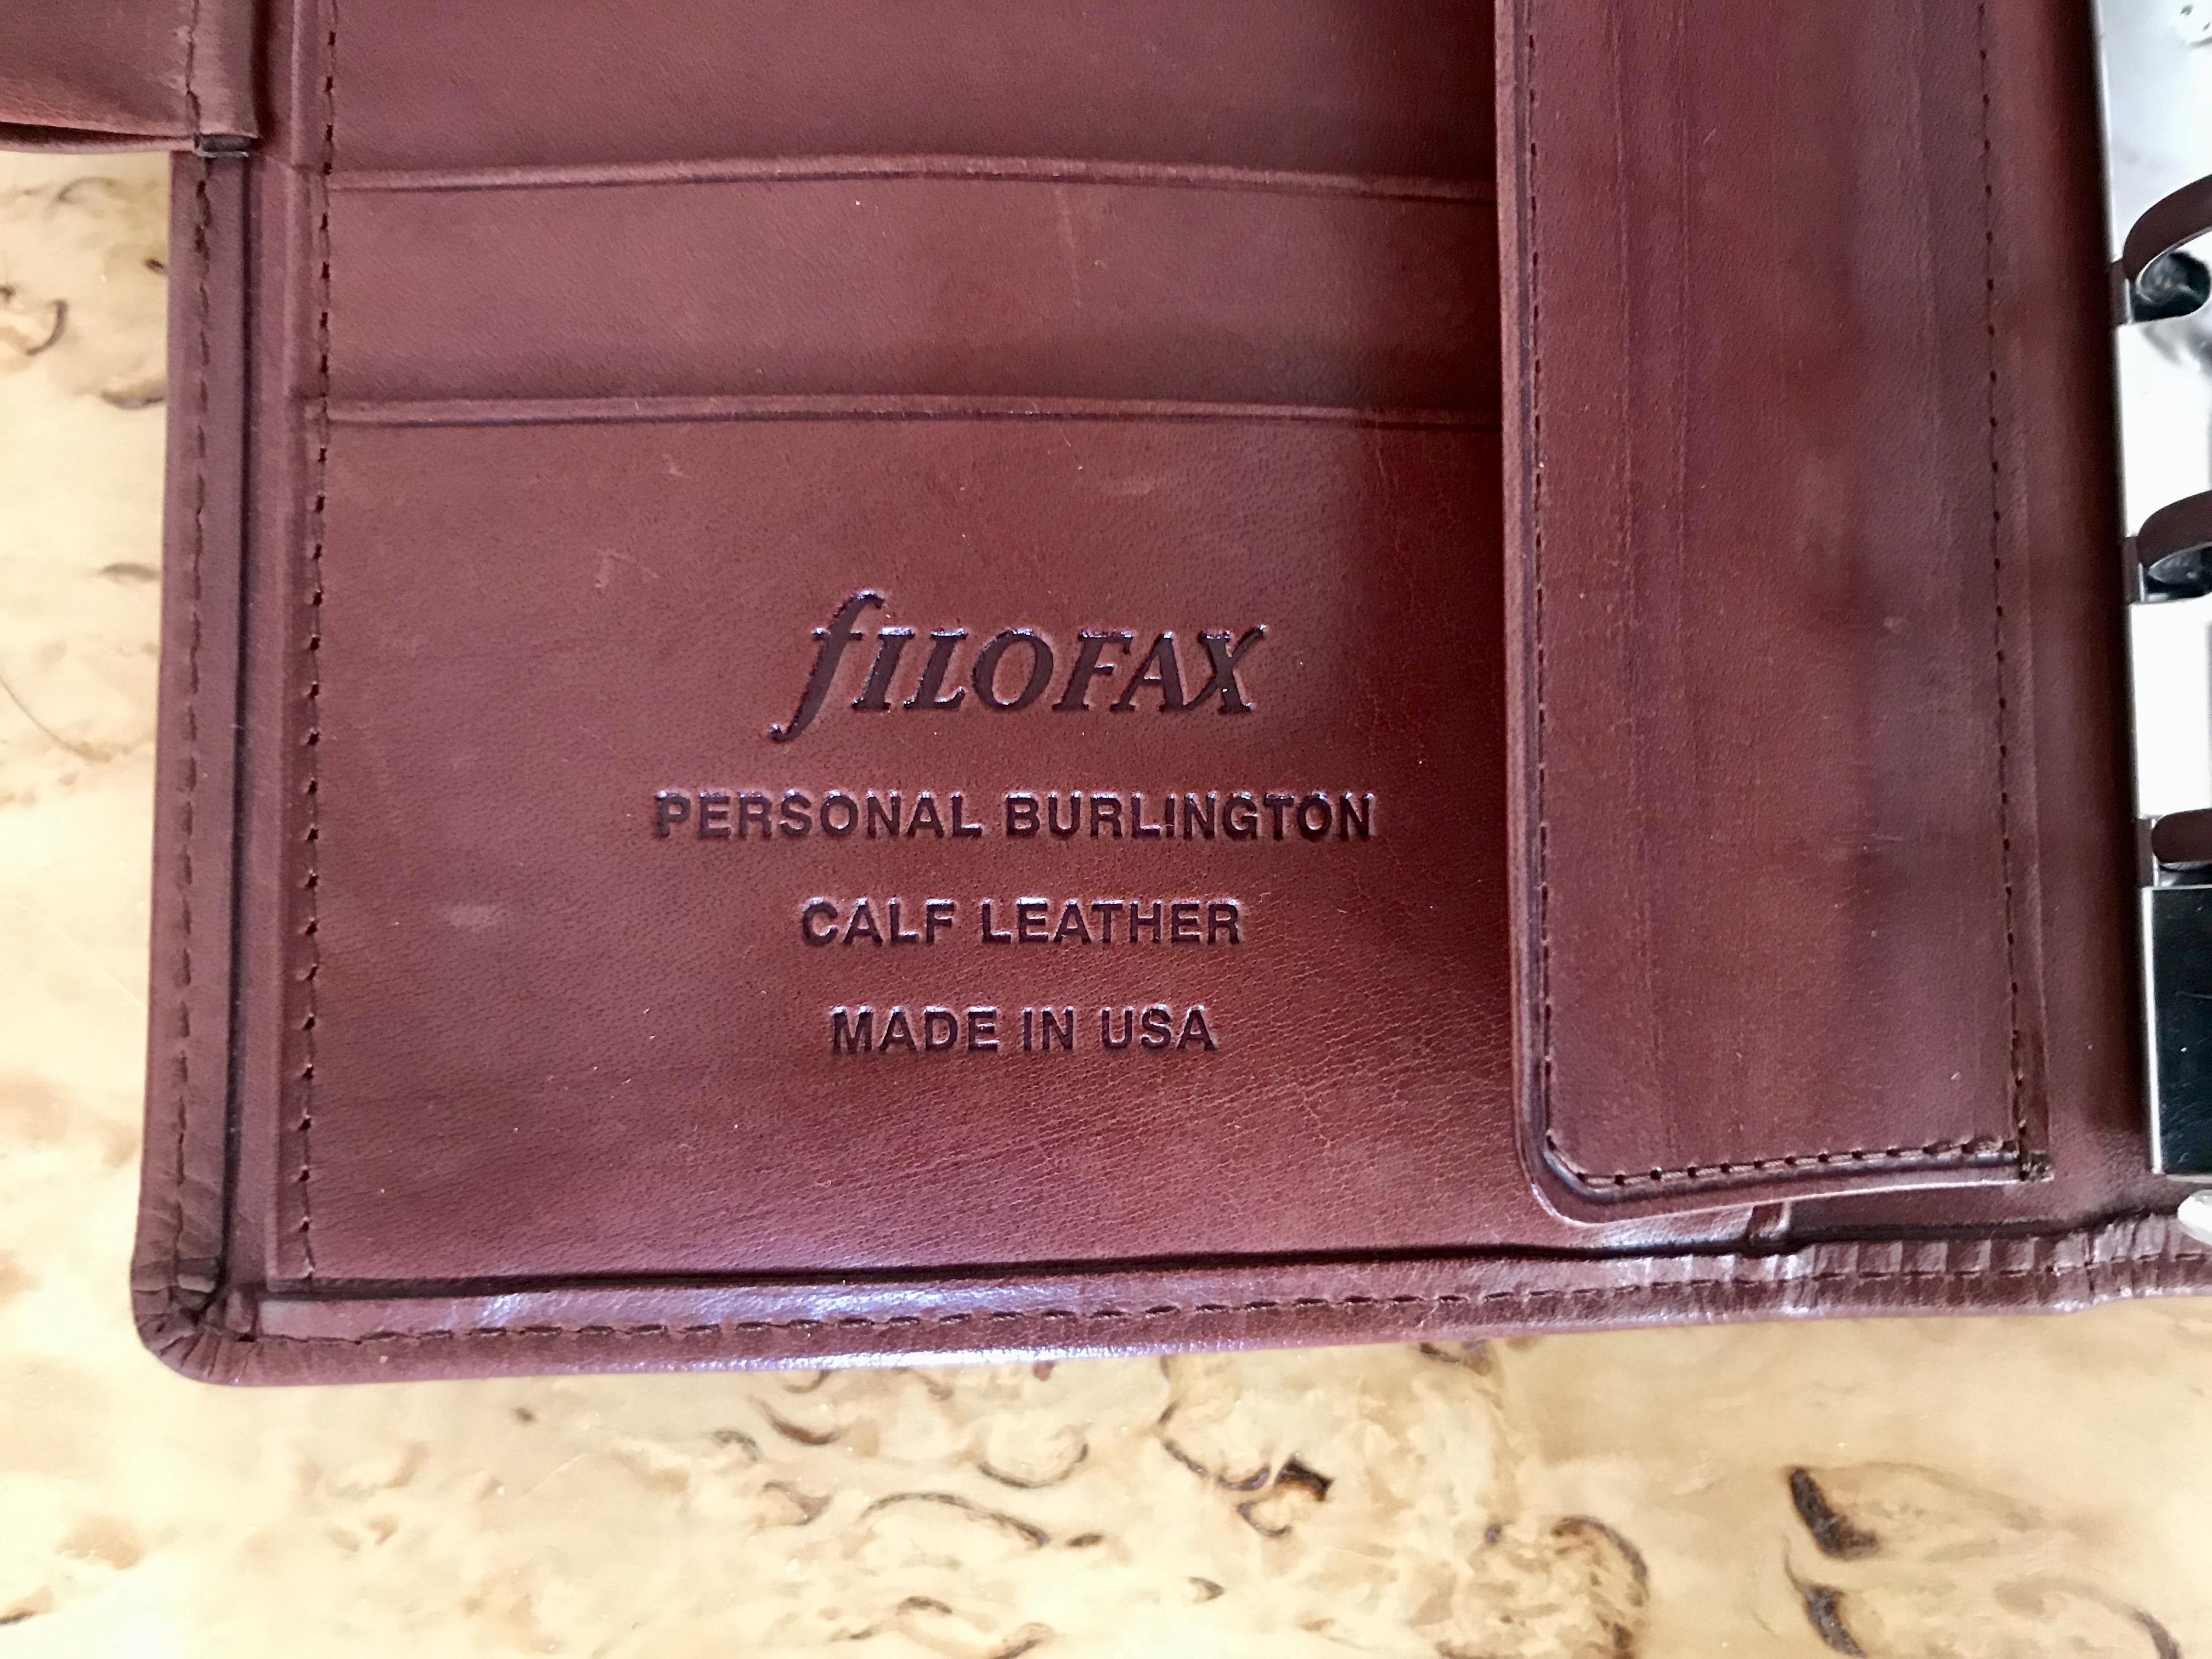 fILOFAX
PERSONAL BURLINGTON
CALF LEATHER
MADE IN USA